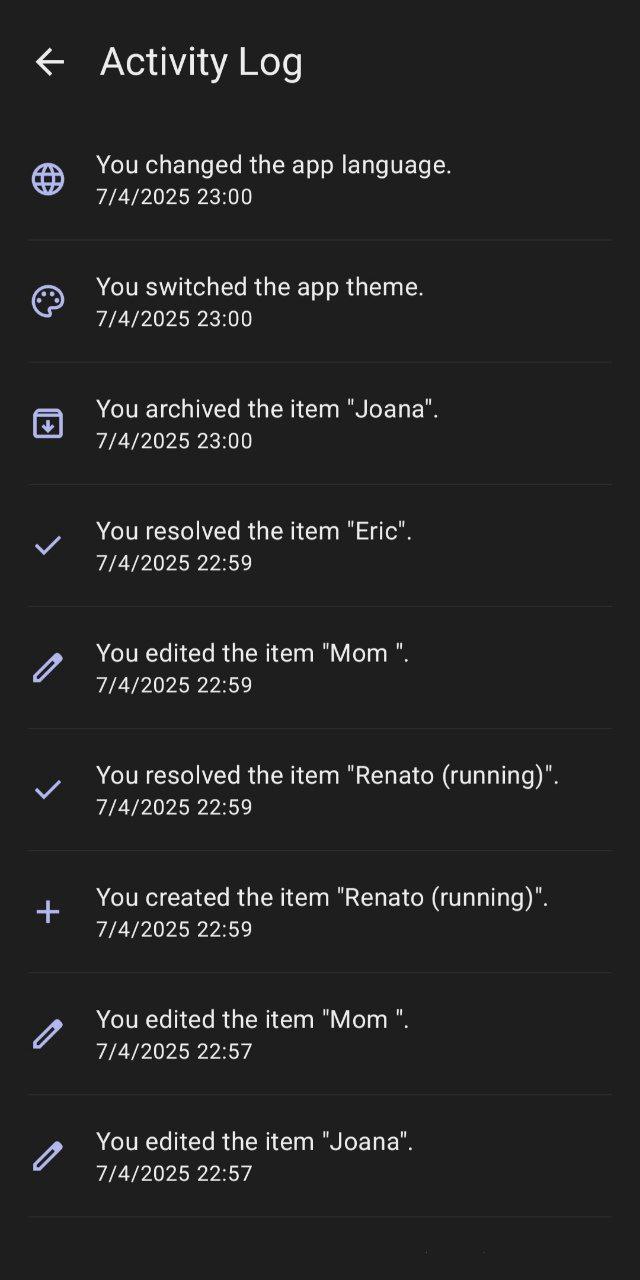 Activity Log
You changed the app language.
7/4/2025 23:00
You switched the app theme.
7/4/2025 23:00
You archived the item "Joana".
7/4/2025 23:00
You resolved the item "Eric".
7/4/2025 22:59
You edited the item "Mom ".
7/4/2025 22:59
You resolved the item "Renato (running)".
7/4/2025 22:59
You created the item "Renato (running)".
7/4/2025 22:59
You edited the item "Mom ".
7/4/2025 22:57
You edited the item "Joana".
7/4/2025 22:57